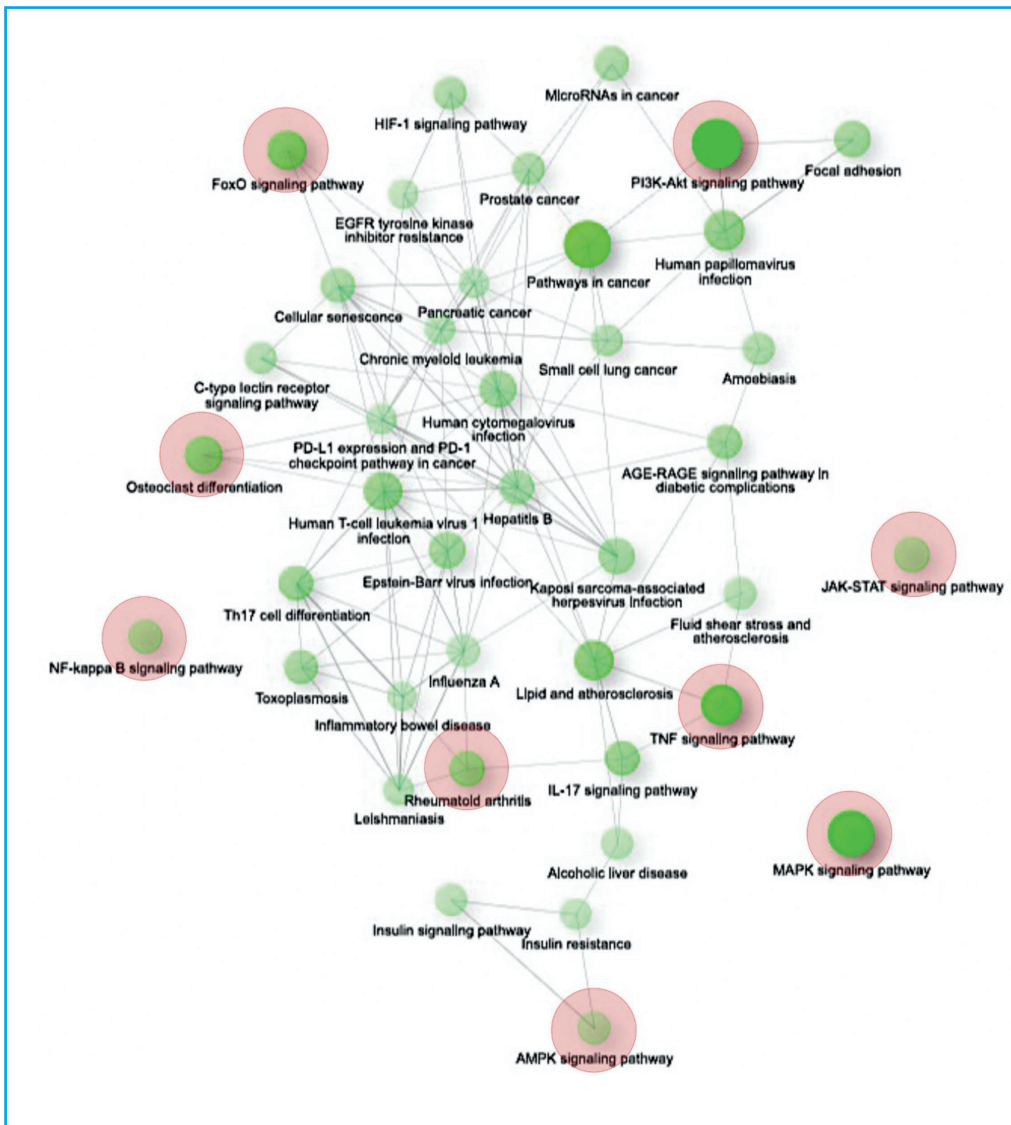 MicroRNAs in cancer
HIF-1 signaling pathway
FoxO signaling pathway
PI3K-Akt signaling pathway
Focal adhesion
Prostate cancer
EGFR tyrosine kinase
inhibitor resistance
Human papillomavirus
infection
Pathways in cancer
Cellular senescence
Pancreatic cancer
Chronic myeloid leukemia
Small cell lung cancer
Amoebiasis
C-type lectin receptor
signaling pathway
Human cytomegalovirus
infection
PD-L1 expression and PD-1
checkpoint pathway in cancer
AGE-RAGE signaling pathway in
diabetic complications
Osteoclast differentiation
Human T-cell leukemia virus 1
infection
Hepatitis B
Epstein-Barr virus infection
Kaposi sarcoma-associated
herpesvirus infection
JAK-STAT signaling pathway
Th17 cell differentiation
Fluid shear stress and
atherosclerosis
NF-kappa B signaling pathway
Toxoplasmosis
Influenza A
Lipid and atherosclerosis
Inflammatory bowel disease
TNF signaling pathway
IL-17 signaling pathway
Rheumatoid arthritis
Leishmaniasis
Alcoholic liver disease
MAPK signaling pathway
Insulin signaling pathway
Insulin resistance
AMPK signaling pathway